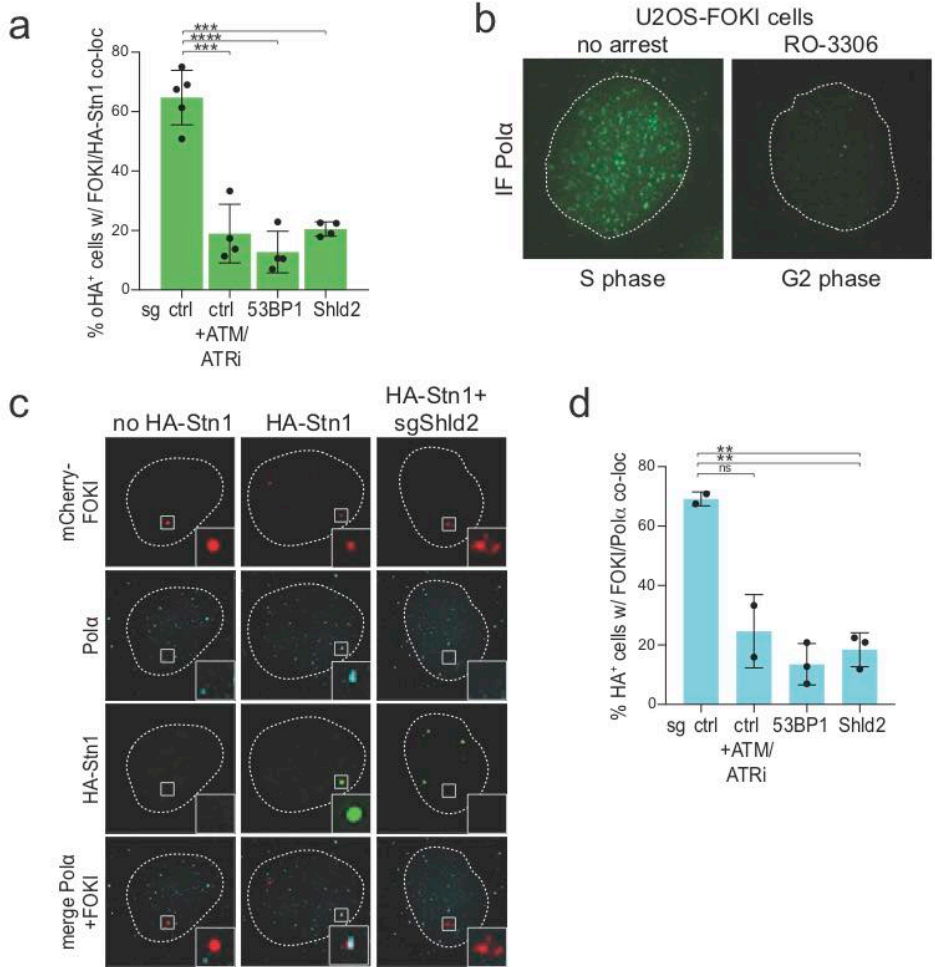 a
% oHA⁺ cells w/ FOKI/HA-Stn1 co-loc
80
60
40
20
0
***
****
***
sg ctrl ctrl 53BP1 Shld2
+ATM/
ATRi
b
U2OS-FOKI cells
no arrest RO-3306
IF Polα
S phase G2 phase
c
no HA-Stn1 HA-Stn1 HA-Stn1+
sgShld2
mCherry-
FOKI
Polα
HA-Stn1
merge Polα
+FOKI
d
% HA⁺ cells w/ FOKI/Polα co-loc
80
60
40
20
0
**
**
ns
sg ctrl ctrl 53BP1 Shld2
+ATM/
ATRi